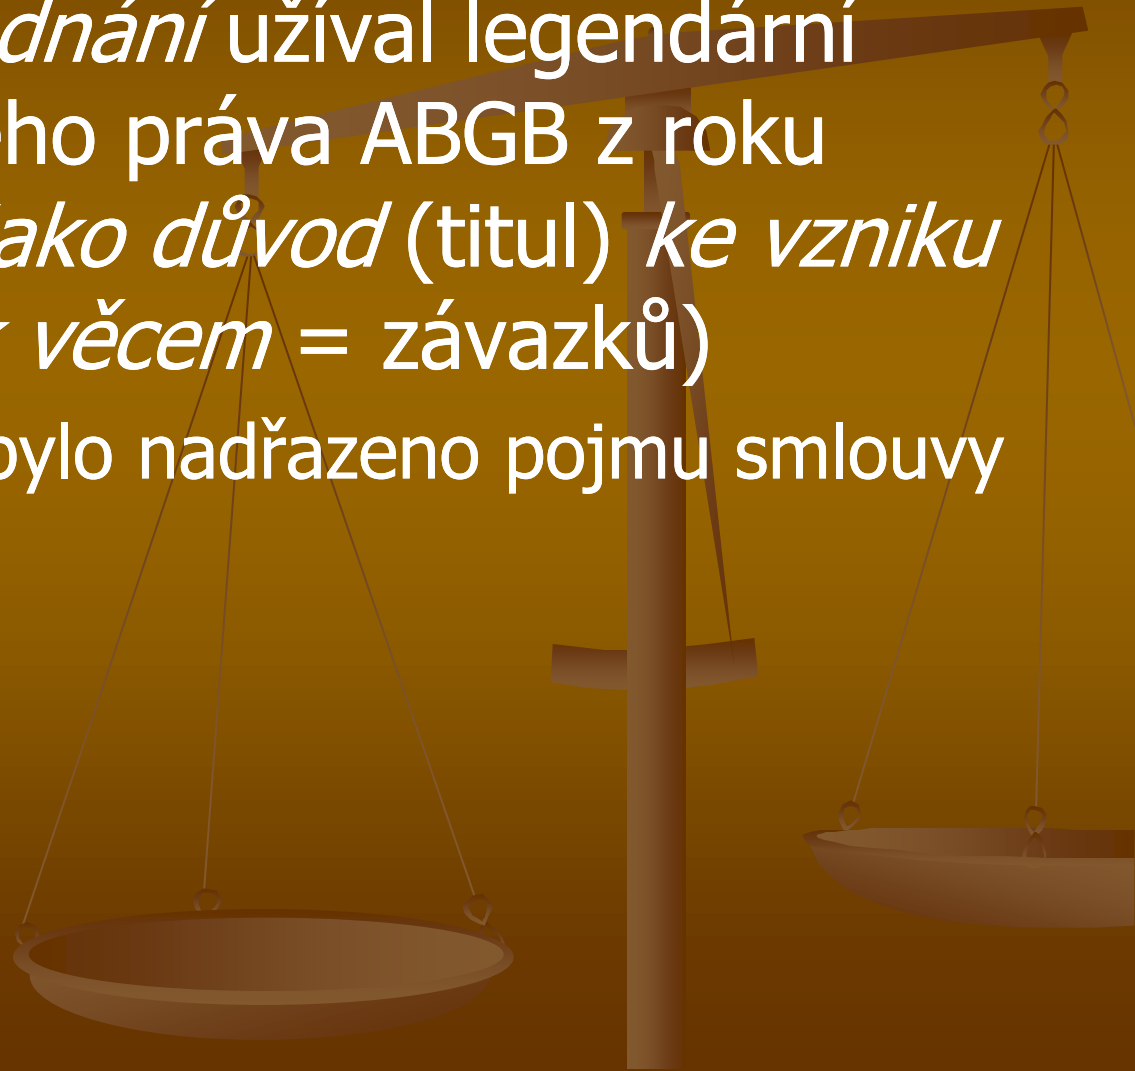 dnání užíval legendární
ho práva ABGB z roku
ako důvod (titul) ke vzniku
věcem = závazků)
bylo nadřazeno pojmu smlouvy